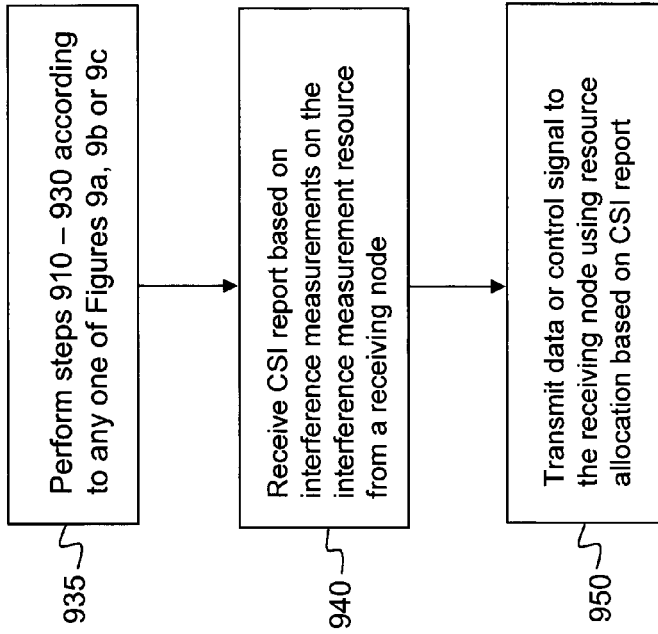 935
Perform steps 910 – 930 according
to any one of Figures 9a, 9b or 9c
940
Receive CSI report based on
interference measurements on the
interference measurement resource
from a receiving node
950
Transmit data or control signal to
the receiving node using resource
allocation based on CSI report